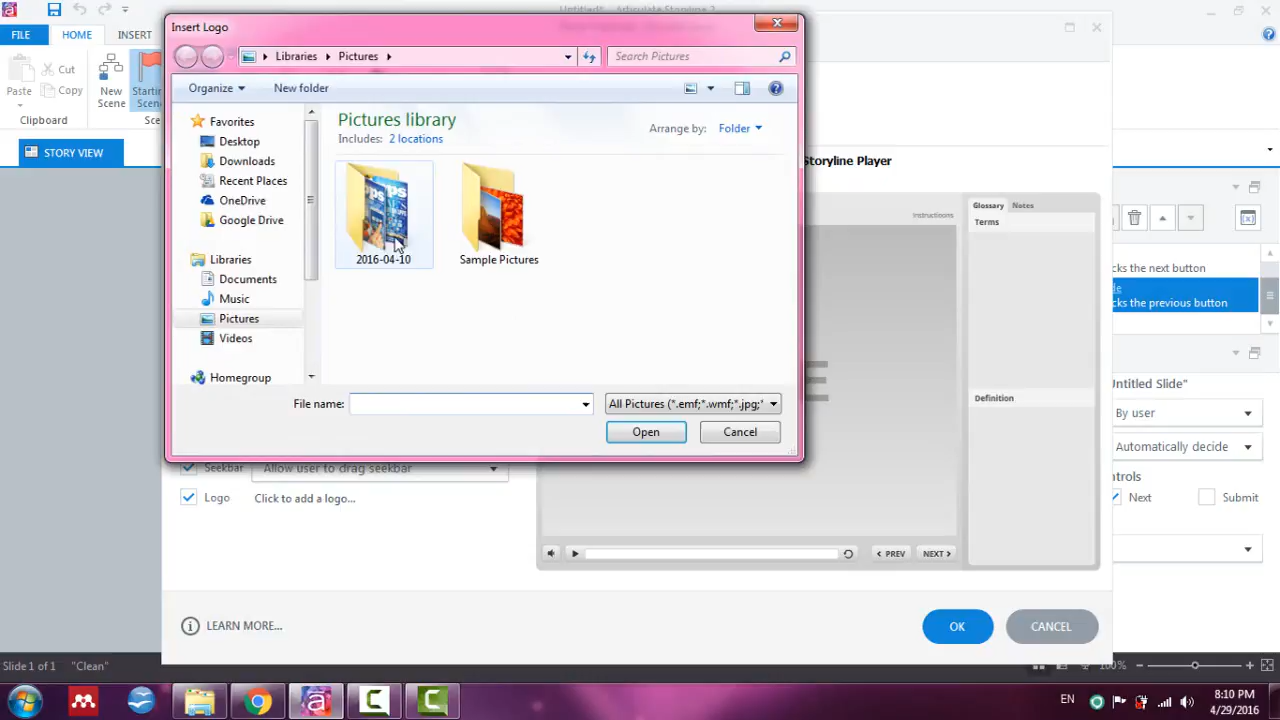 Insert Logo
Libraries
Pictures
Search Pictures
Organize
New folder
Favorites
Desktop
Downloads
Recent Places
OneDrive
Google Drive
Libraries
Documents
Music
Pictures
Videos
Homegroup
Pictures library
Includes: 2 locations
Arrange by: Folder
2016-04-10
Sample Pictures
File name:
All Pictures (*.emf;*.wmf;*.jpg;*
Open
Cancel
FILE
HOME
INSERT
Paste
Cut
Copy
Clipboard
New
Scene
STORY VIEW
Storyline Player
Instructions
Glossary
Notes
Terms
Definition
PREV
NEXT
Seekbar
Allow user to drag seekbar
Logo
Click to add a logo...
LEARN MORE...
OK
CANCEL
cks the next button
cks the previous button
ntitled Slide"
By user
Automatically decide
ntrols
Next
Submit
Slide 1 of 1
"Clean"
100%
EN
8:10 PM
4/29/2016